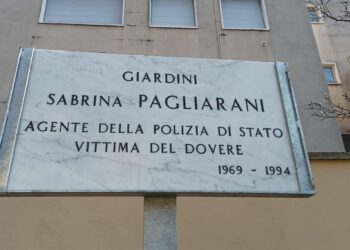 GIARDINI
SABRINA PAGLIARANI
AGENTE DELLA POLIZIA DI STATO
VITTIMA DEL DOVERE
1969 - 1994